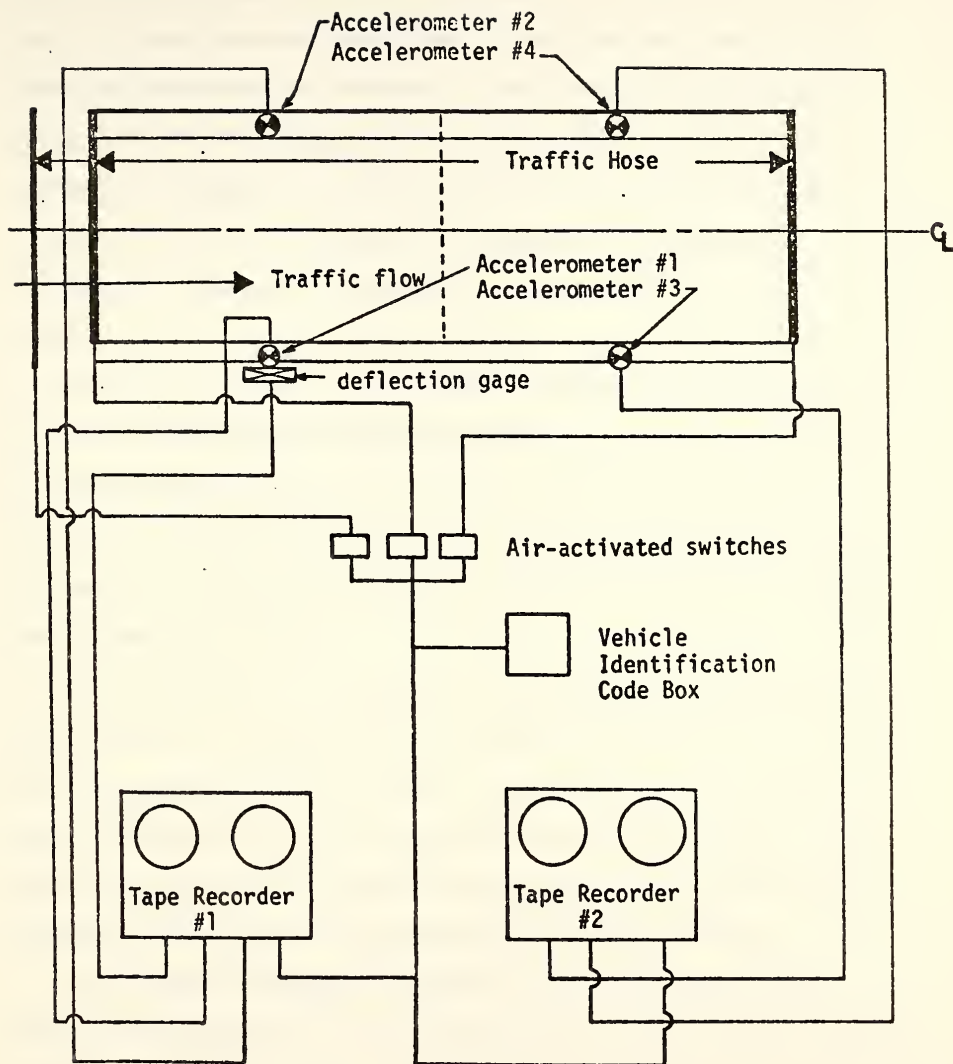 Accelerometer #2
Accelerometer #4
Traffic Hose
℄
Traffic flow
Accelerometer #1
Accelerometer #3
deflection gage
Air-activated switches
Vehicle
Identification
Code Box
Tape Recorder
#1
Tape Recorder
#2